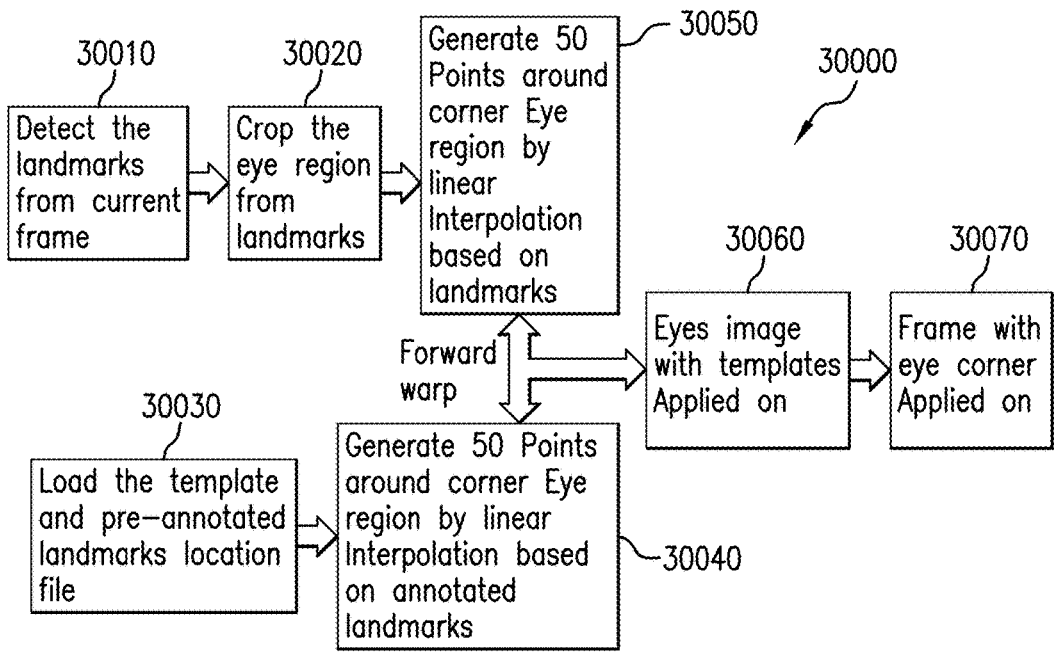 30010
Detect the
landmarks
from current
frame
30020
Crop the
eye region
from
landmarks
30050
Generate 50
Points around
corner Eye
region by
linear
Interpolation
based on
landmarks
30000
30060
Eyes image
with templates
Applied on
30070
Frame with
eye corner
Applied on
Forward
warp
30030
Load the template
and pre-annotated
landmarks location
file
30040
Generate 50 Points
around corner Eye
region by linear
Interpolation based
on annotated
landmarks